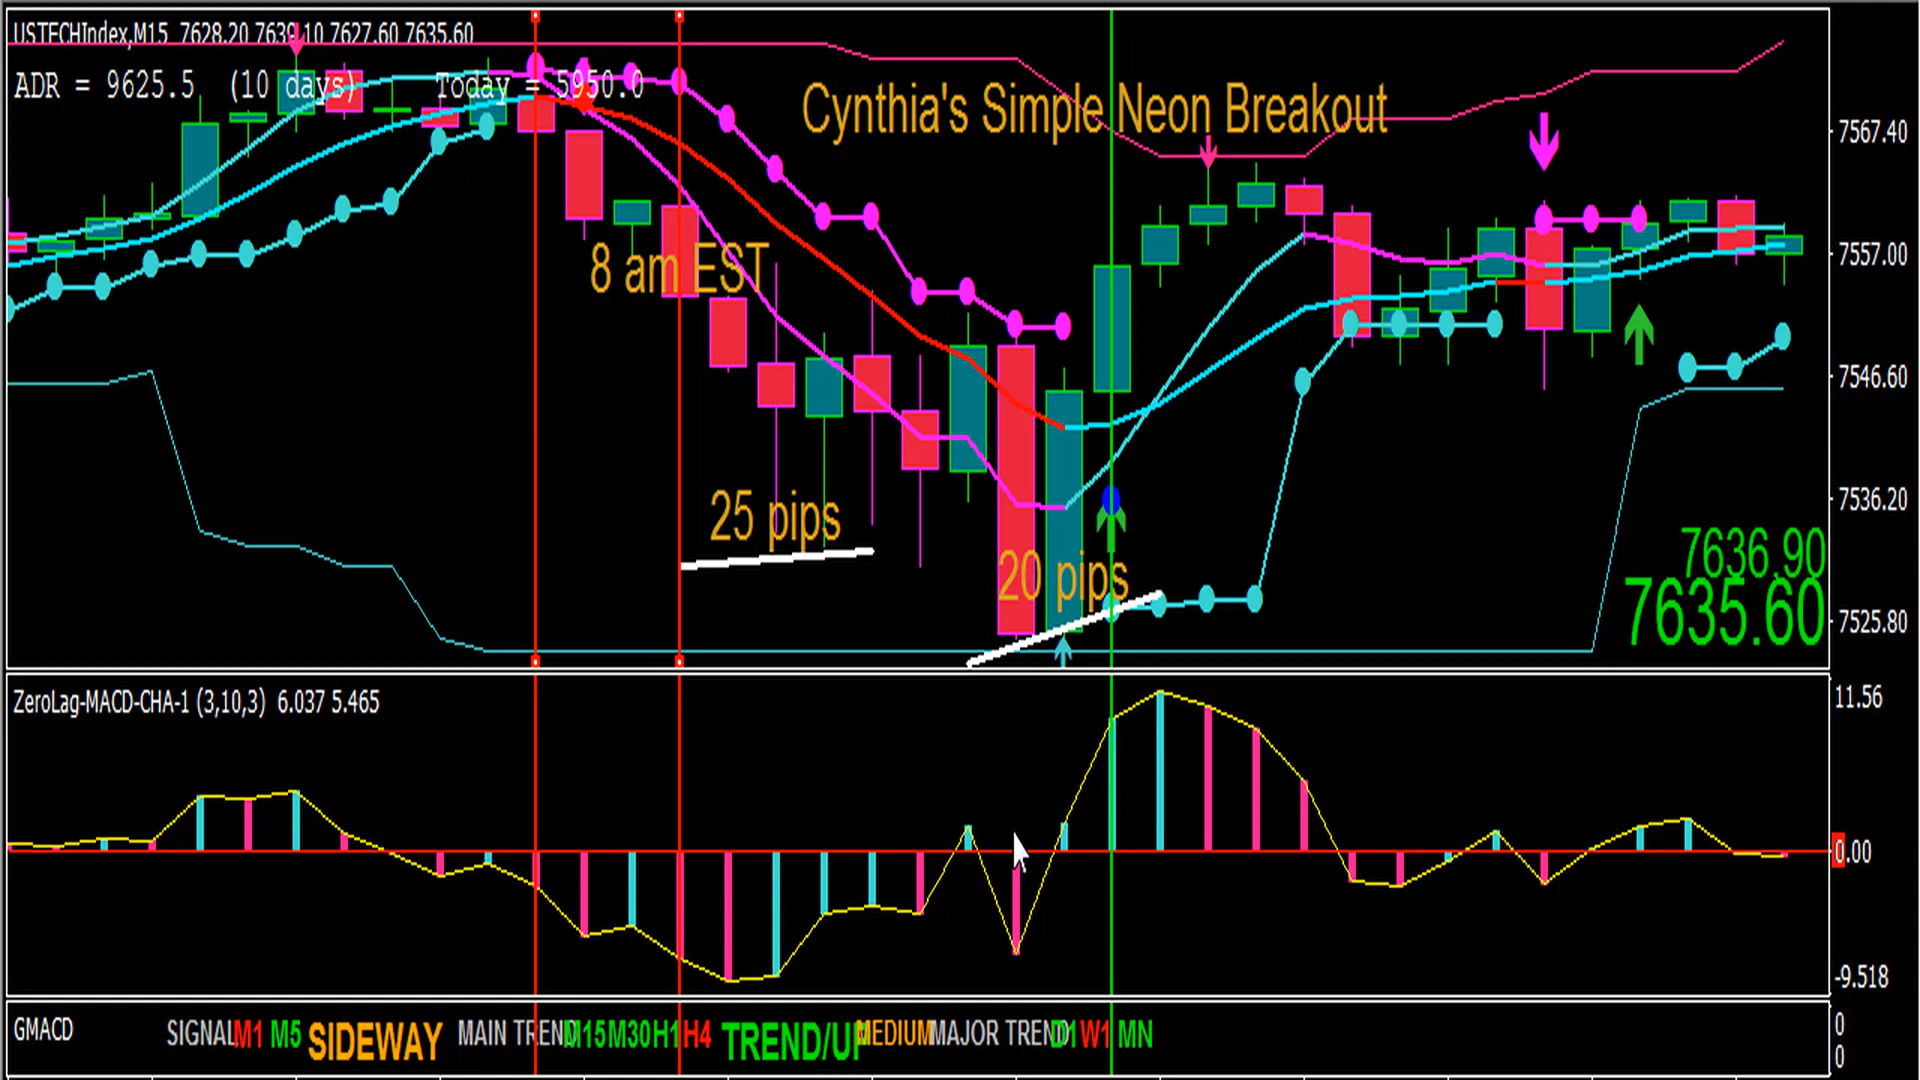 USTECHIndex,M15 7628.20 7639.10 7627.60 7635.60
ADR = 9625.5 (10 days) Today = 5950.0
Cynthia's Simple Neon Breakout
7567.40
8 am EST
7557.00
7546.60
25 pips
7536.20
7636.90
20 pips
7635.60
7525.80
ZeroLag-MACD-CHA-1 (3,10,3) 6.037 5.465
11.56
0.00
-9.518
GMACD SIGNAL M1 M5 SIDEWAY MAIN TREND M15 M30 H1 H4 TREND/UP MEDIUM MAJOR TREND D1 W1 MN
0
0